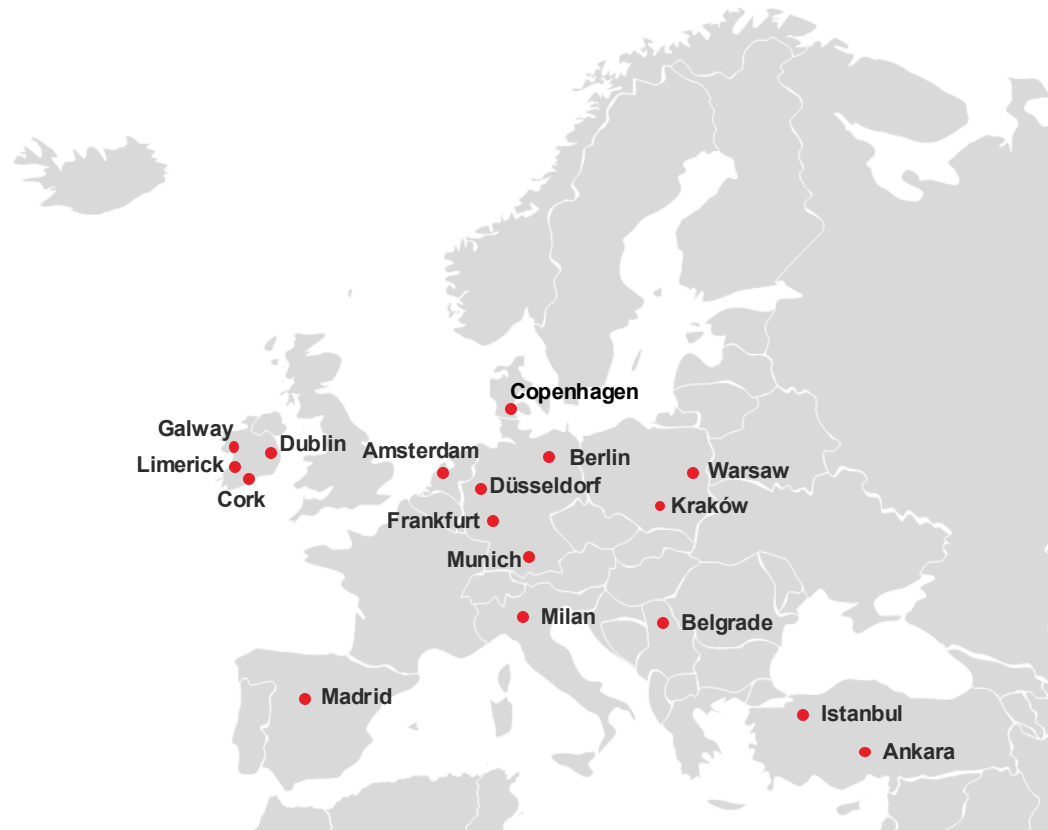 Copenhagen
Galway
Dublin
Amsterdam
Limerick
Berlin
Warsaw
Cork
Düsseldorf
Kraków
Frankfurt
Munich
Milan
Belgrade
Madrid
Istanbul
Ankara